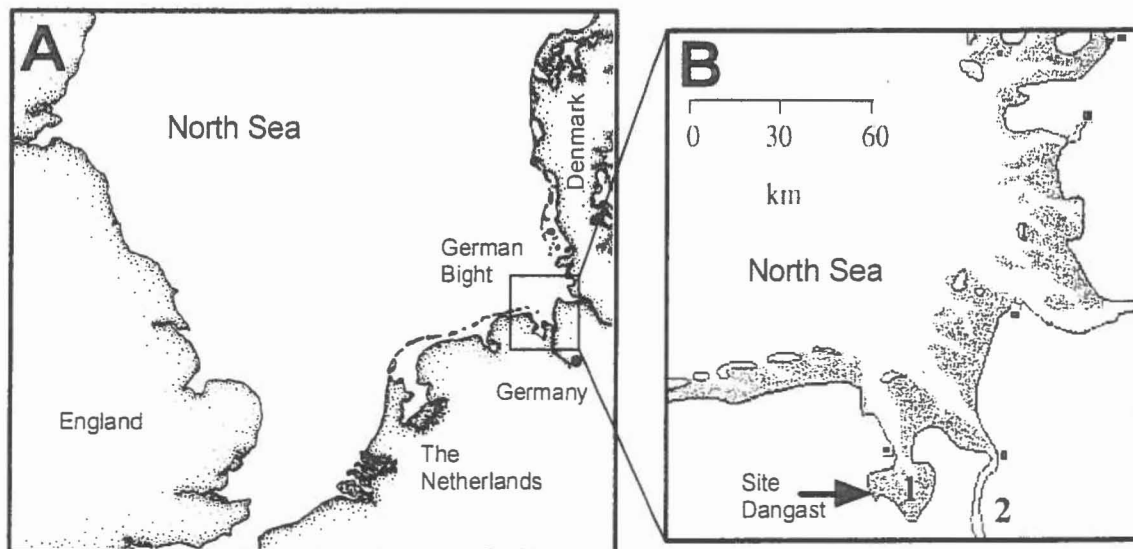 A
North Sea
Denmark
German
Bight
Germany
England
The
Netherlands
B
0 30 60
km
North Sea
Site
Dangast
1
2